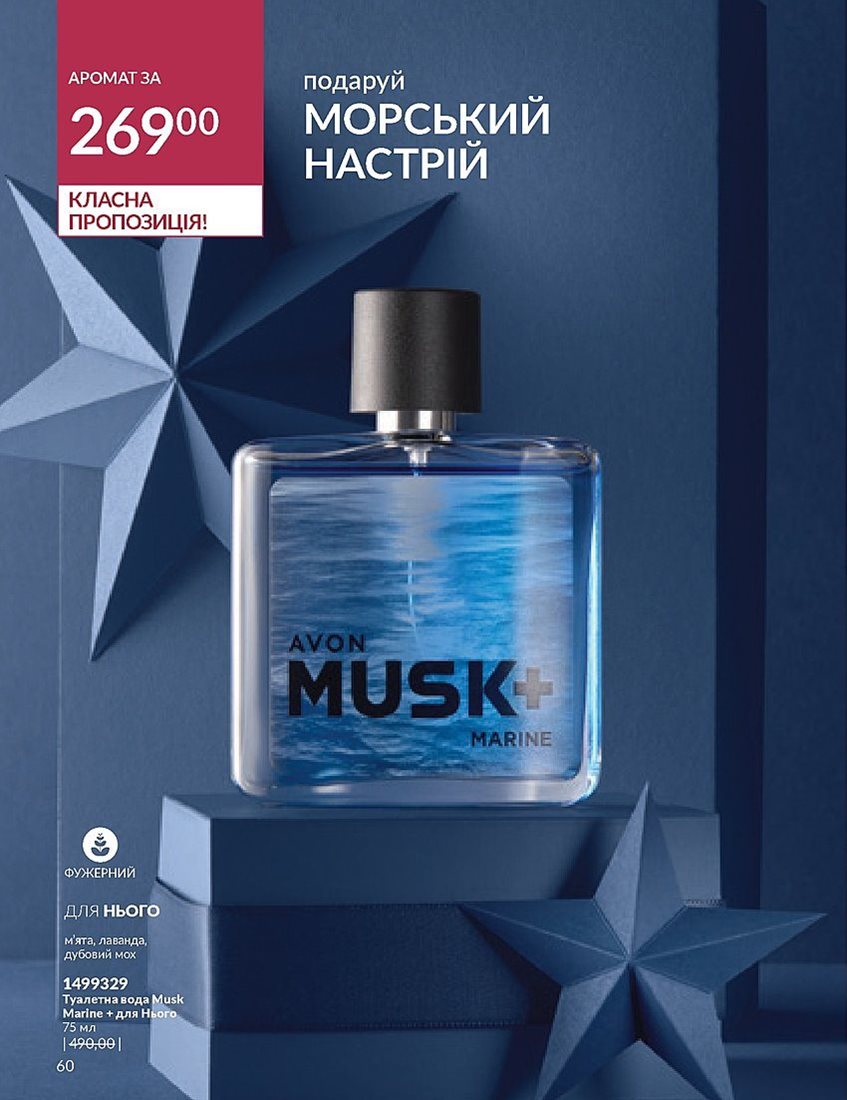 АРОМАТ ЗА
269⁰⁰
КЛАСНА
ПРОПОЗИЦІЯ!
подаруй
МОРСЬКИЙ
НАСТРІЙ
AVON
MUSK+
MARINE
ФУЖЕРНИЙ
ДЛЯ НЬОГО
м'ята, лаванда,
дубовий мох
1499329
Туалетна вода Musk
Marine + для Нього
75 мл
| 490,00 |
60